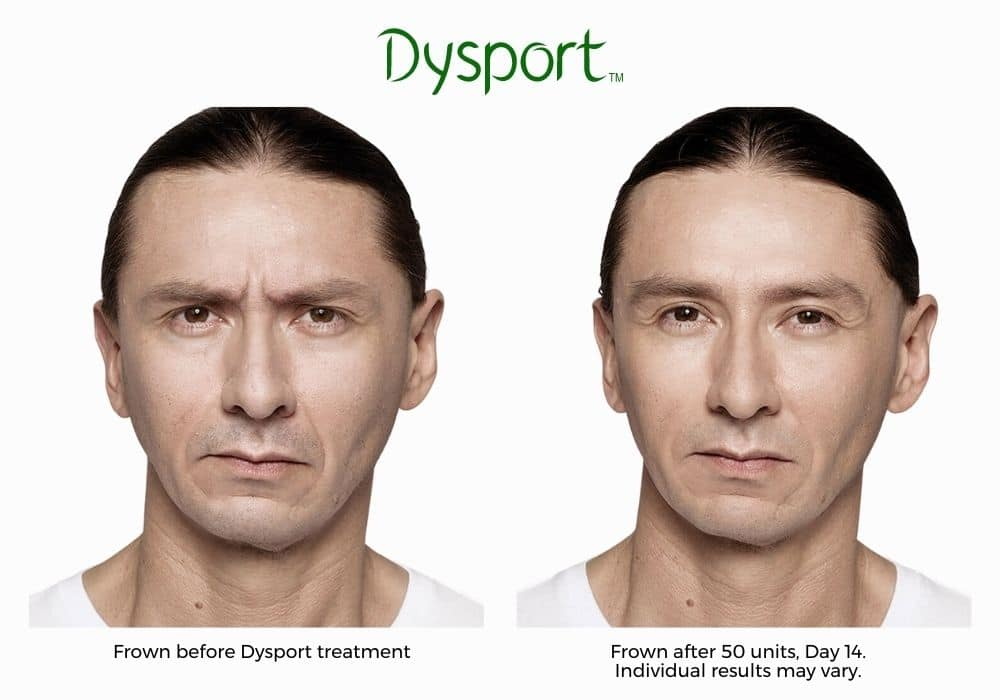 Dysport™
Frown before Dysport treatment
Frown after 50 units, Day 14.
Individual results may vary.